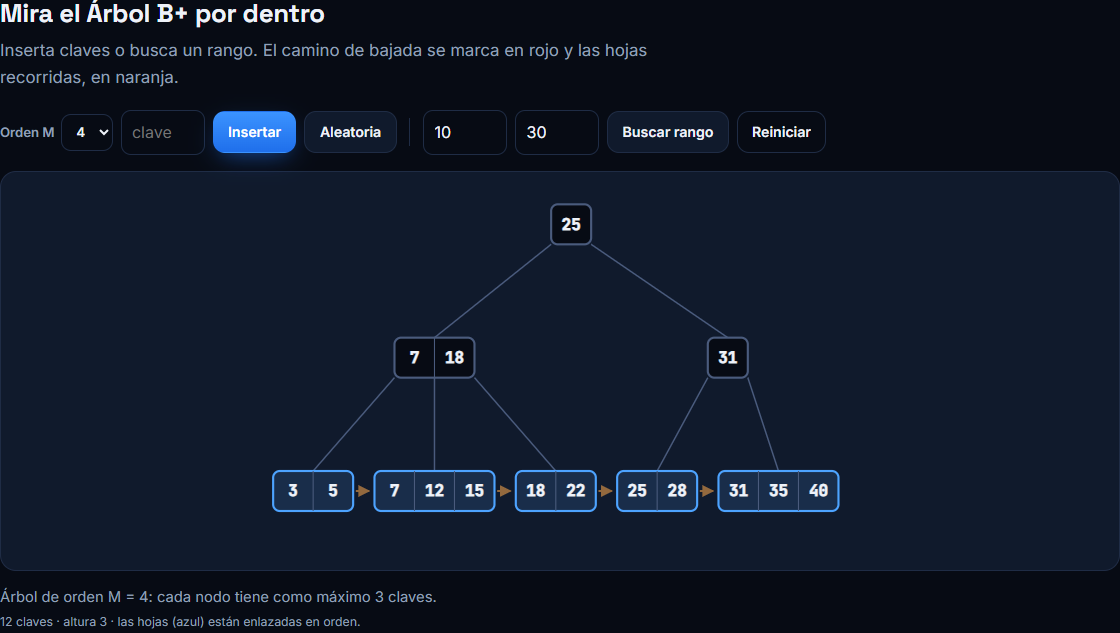 Mira el Árbol B+ por dentro
Inserta claves o busca un rango. El camino de bajada se marca en rojo y las hojas
recorridas, en naranja.
Orden M 4 clave Insertar Aleatoria 10 30 Buscar rango Reiniciar
25
7 18 31
3 5 7 12 15 18 22 25 28 31 35 40
Árbol de orden M = 4: cada nodo tiene como máximo 3 claves.
12 claves · altura 3 · las hojas (azul) están enlazadas en orden.